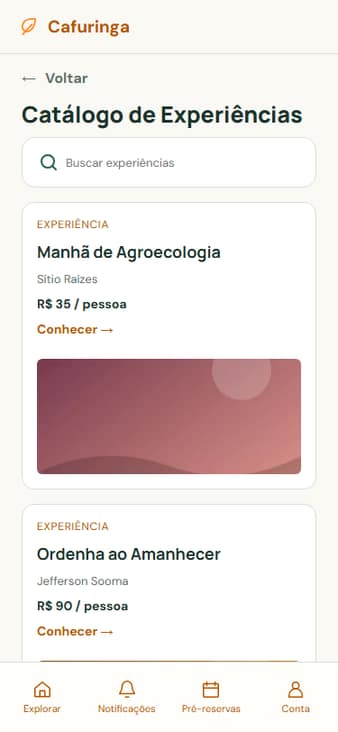 Cafuringa
← Voltar
Catálogo de Experiências
Buscar experiências
EXPERIÊNCIA
Manhã de Agroecologia
Sítio Raízes
R$ 35 / pessoa
Conhecer →
EXPERIÊNCIA
Ordenha ao Amanhecer
Jefferson Sooma
R$ 90 / pessoa
Conhecer →
Explorar Notificações Pré-reservas Conta